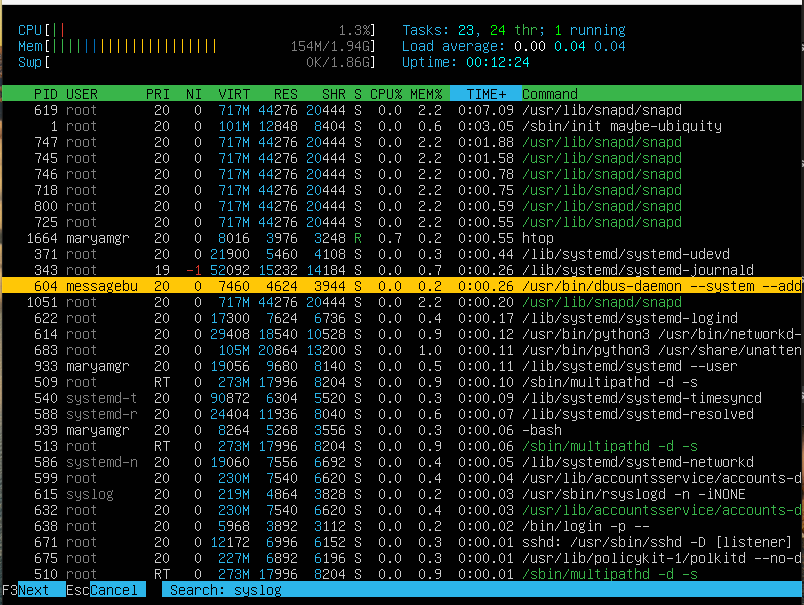 CPU[|| 1.3%] Tasks: 23, 24 thr; 1 running
Mem[||||||||||||||||||||| 154M/1.94G] Load average: 0.00 0.04 0.04
Swp[ 0K/1.86G] Uptime: 00:12:24
PID USER PRI NI VIRT RES SHR S CPU% MEM% TIME+ Command
619 root 20 0 717M 44276 20444 S 0.0 2.2 0:07.09 /usr/lib/snapd/snapd
1 root 20 0 101M 12848 8404 S 0.0 0.6 0:03.05 /sbin/init maybe-ubiquity
747 root 20 0 717M 44276 20444 S 0.0 2.2 0:01.88 /usr/lib/snapd/snapd
745 root 20 0 717M 44276 20444 S 0.0 2.2 0:01.58 /usr/lib/snapd/snapd
746 root 20 0 717M 44276 20444 S 0.0 2.2 0:00.78 /usr/lib/snapd/snapd
718 root 20 0 717M 44276 20444 S 0.0 2.2 0:00.75 /usr/lib/snapd/snapd
800 root 20 0 717M 44276 20444 S 0.0 2.2 0:00.59 /usr/lib/snapd/snapd
725 root 20 0 717M 44276 20444 S 0.0 2.2 0:00.55 /usr/lib/snapd/snapd
1664 maryamgr 20 0 8016 3976 3248 R 0.7 0.2 0:00.55 htop
371 root 20 0 21900 5460 4108 S 0.0 0.3 0:00.44 /lib/systemd/systemd-udevd
343 root 19 -1 52092 15232 14184 S 0.0 0.7 0:00.26 /lib/systemd/systemd-journald
604 messagebu 20 0 7460 4624 3944 S 0.0 0.2 0:00.26 /usr/bin/dbus-daemon --system --add
1051 root 20 0 717M 44276 20444 S 0.0 2.2 0:00.20 /usr/lib/snapd/snapd
622 root 20 0 17300 7624 6736 S 0.0 0.4 0:00.17 /lib/systemd/systemd-logind
614 root 20 0 29408 18540 10528 S 0.0 0.9 0:00.12 /usr/bin/python3 /usr/bin/networkd-
683 root 20 0 105M 20864 13200 S 0.0 1.0 0:00.11 /usr/bin/python3 /usr/share/unatten
933 maryamgr 20 0 19056 9680 8140 S 0.0 0.5 0:00.11 /lib/systemd/systemd --user
509 root RT 0 273M 17996 8204 S 0.0 0.9 0:00.10 /sbin/multipathd -d -s
540 systemd-t 20 0 90872 6304 5520 S 0.0 0.3 0:00.09 /lib/systemd/systemd-timesyncd
588 systemd-r 20 0 24404 11936 8040 S 0.0 0.6 0:00.07 /lib/systemd/systemd-resolved
939 maryamgr 20 0 8264 5268 3556 S 0.0 0.3 0:00.06 -bash
513 root RT 0 273M 17996 8204 S 0.0 0.9 0:00.06 /sbin/multipathd -d -s
586 systemd-n 20 0 19060 7556 6692 S 0.0 0.4 0:00.05 /lib/systemd/systemd-networkd
599 root 20 0 230M 7540 6620 S 0.0 0.4 0:00.04 /usr/lib/accountsservice/accounts-d
615 syslog 20 0 219M 4864 3828 S 0.0 0.2 0:00.03 /usr/sbin/rsyslogd -n -iNONE
632 root 20 0 230M 7540 6620 S 0.0 0.4 0:00.03 /usr/lib/accountsservice/accounts-d
638 root 20 0 5968 3892 3112 S 0.0 0.2 0:00.02 /bin/login -p --
671 root 20 0 12172 6996 6152 S 0.0 0.3 0:00.01 sshd: /usr/sbin/sshd -D [listener]
675 root 20 0 227M 6892 6196 S 0.0 0.3 0:00.01 /usr/lib/policykit-1/polkitd --no-d
510 root RT 0 273M 17996 8204 S 0.0 0.9 0:00.01 /sbin/multipathd -d -s
F3Next EscCancel Search: syslog